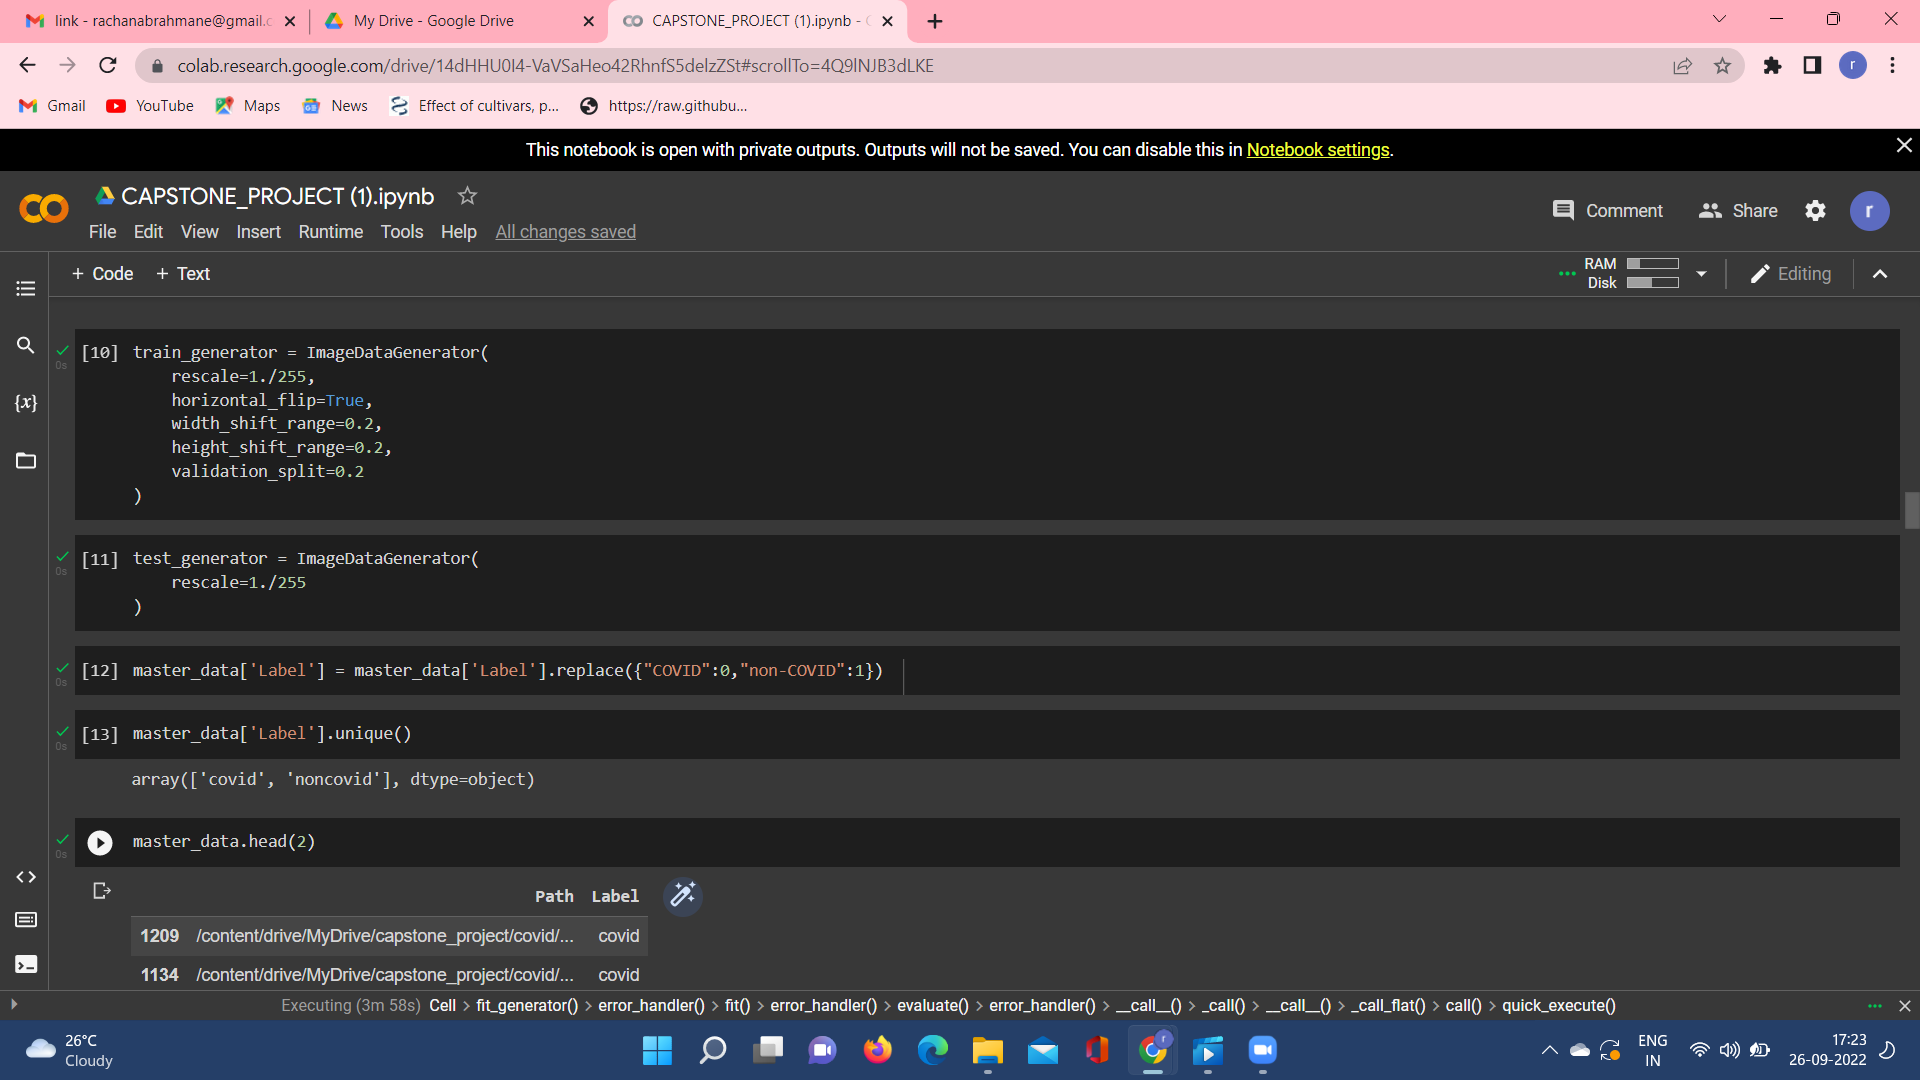 link - rachanabrahmane@gmail.c
My Drive - Google Drive
CAPSTONE_PROJECT (1).ipynb -
colab.research.google.com/drive/14dHHU0I4-VaVSaHeo42RhnfS5delzZSt#scrollTo=4Q9lNJB3dLKE
r
Gmail
YouTube
Maps
News
Effect of cultivars, p...
https://raw.githubu...
This notebook is open with private outputs. Outputs will not be saved. You can disable this in Notebook settings.
CAPSTONE_PROJECT (1).ipynb
Comment
Share
r
File Edit View Insert Runtime Tools Help All changes saved
+ Code + Text
RAM
Disk
Editing
[10] train_generator = ImageDataGenerator(
0s
rescale=1./255,
horizontal_flip=True,
width_shift_range=0.2,
height_shift_range=0.2,
validation_split=0.2
)
[11] test_generator = ImageDataGenerator(
0s
rescale=1./255
)
[12] master_data['Label'] = master_data['Label'].replace({"COVID":0,"non-COVID":1})
0s
[13] master_data['Label'].unique()
0s
array(['covid', 'noncovid'], dtype=object)
master_data.head(2)
0s
Path Label
1209 /content/drive/MyDrive/capstone_project/covid/... covid
1134 /content/drive/MyDrive/capstone_project/covid/... covid
Executing (3m 58s) Cell > fit_generator() > error_handler() > fit() > error_handler() > evaluate() > error_handler() > __call__() > _call() > __call__() > _call_flat() > call() > quick_execute()
26°C
Cloudy
ENG
IN
17:23
26-09-2022